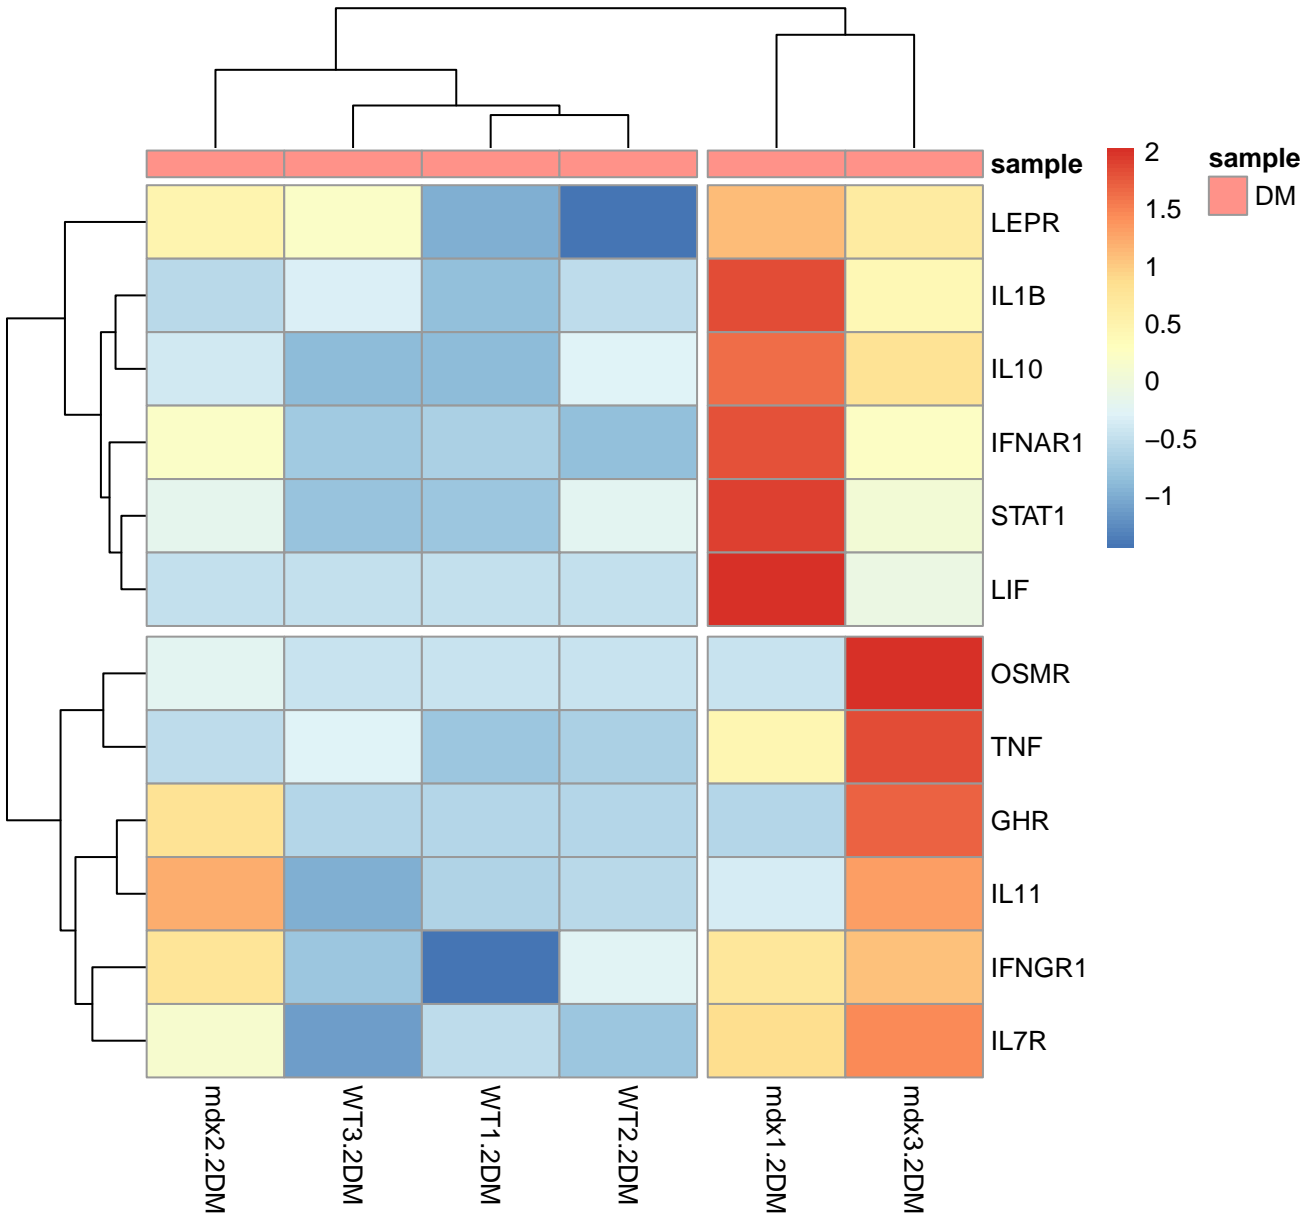 sample
LEPR
IL1B
IL10
IFNAR1
STAT1
LIF
OSMR
TNF
GHR
IL11
IFNGR1
IL7R
mdx2.2DM
WT3.2DM
WT1.2DM
WT2.2DM
mdx1.2DM
mdx3.2DM
2
1.5
1
0.5
0
−0.5
−1
sample
DM